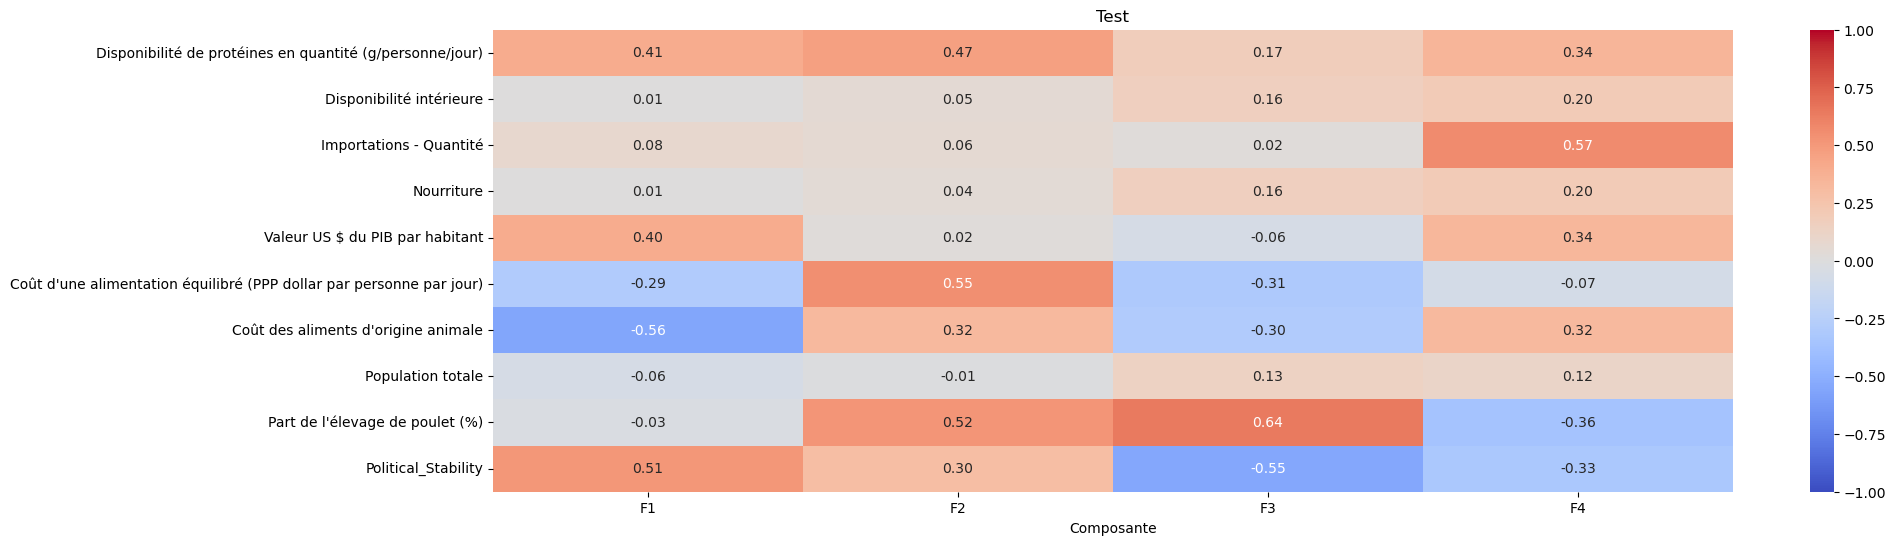 Test
Disponibilité de protéines en quantité (g/personne/jour) 0.41 0.47 0.17 0.34
Disponibilité intérieure 0.01 0.05 0.16 0.20
Importations - Quantité 0.08 0.06 0.02 0.57
Nourriture 0.01 0.04 0.16 0.20
Valeur US $ du PIB par habitant 0.40 0.02 -0.06 0.34
Coût d'une alimentation équilibré (PPP dollar par personne par jour) -0.29 0.55 -0.31 -0.07
Coût des aliments d'origine animale -0.56 0.32 -0.30 0.32
Population totale -0.06 -0.01 0.13 0.12
Part de l'élevage de poulet (%) -0.03 0.52 0.64 -0.36
Political_Stability 0.51 0.30 -0.55 -0.33
F1 F2 F3 F4
Composante
1.00
0.75
0.50
0.25
0.00
−0.25
−0.50
−0.75
−1.00